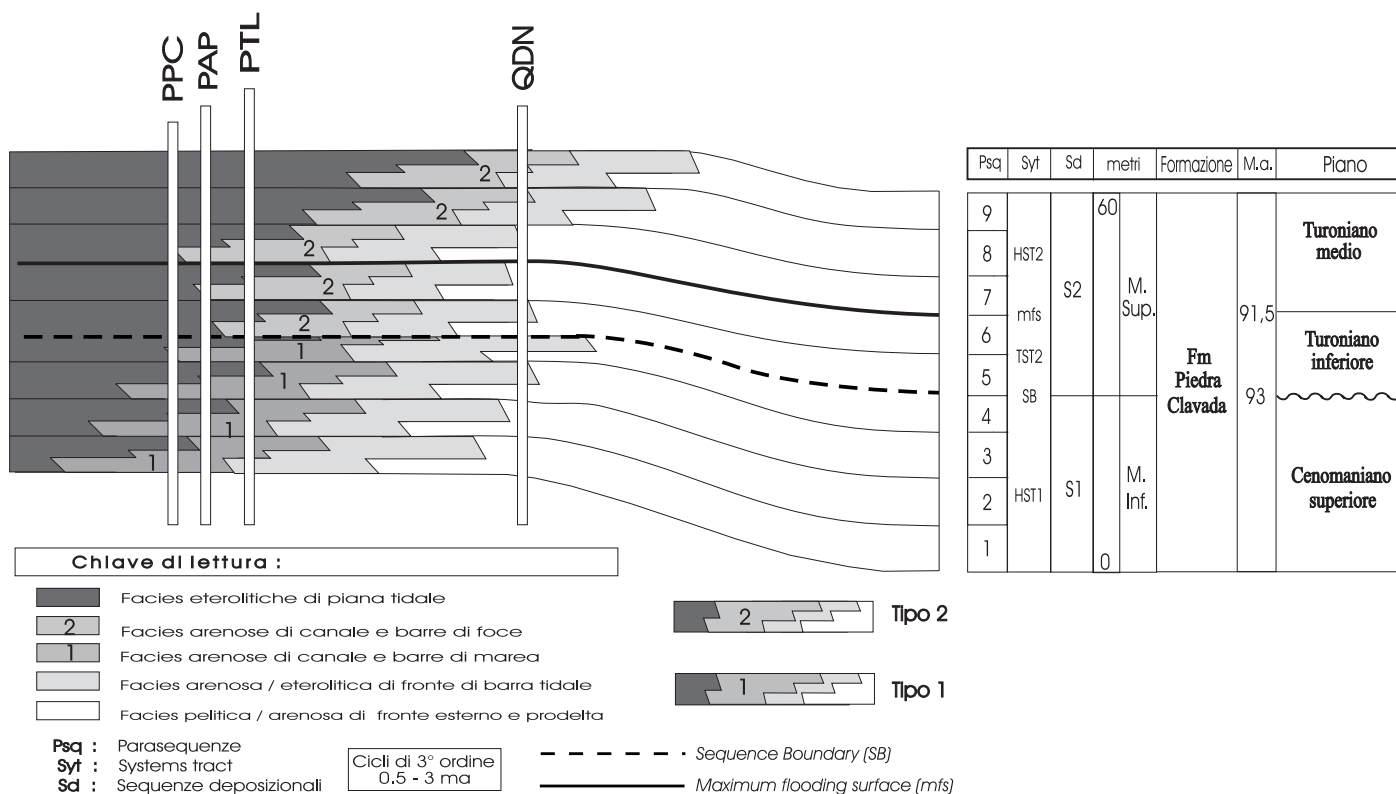 PPC
PAP
PTL
QDN
2
2
2
2
2
1
1
1
1
Psq Syt Sd metri Formazione M.a. Piano
9
8
7
6
5
4
3
2
1
HST2
mfs
TST2
SB
HST1
S2
S1
60
0
M.
Sup.
M.
Inf.
Fm
Piedra
Clavada
91,5
93
Turoniano
medio
Turoniano
inferiore
Cenomaniano
superiore
Chiave di lettura :
Facies eterolitiche di piana tidale
2 Facies arenose di canale e barre di foce
1 Facies arenose di canale e barre di marea
Facies arenosa / eterolitica di fronte di barra tidale
Facies pelitica / arenosa di fronte esterno e prodelta
2 Tipo 2
1 Tipo 1
Psq : Parasequenze
Syt : Systems tract
Sd : Sequenze deposizionali
Cicli di 3° ordine
0.5 - 3 ma
Sequence Boundary (SB)
Maximum flooding surface (mfs)